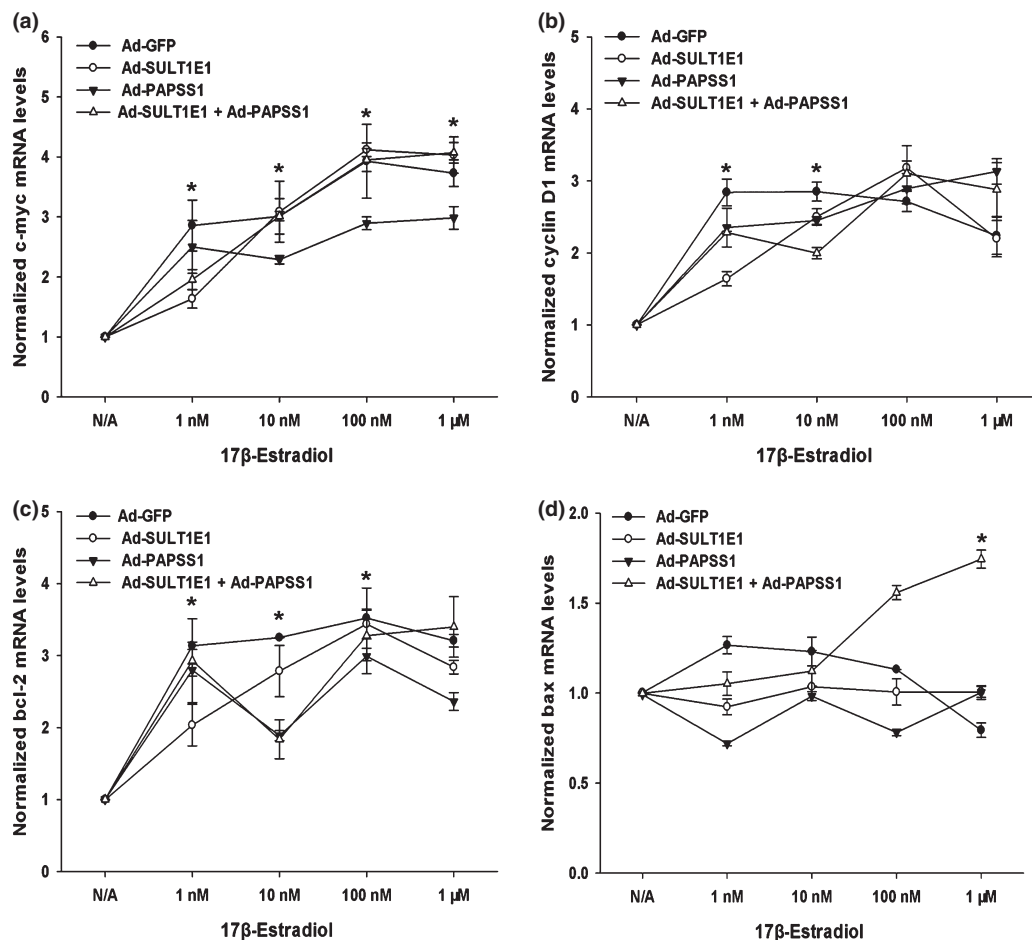 (a)
Normalized c-myc mRNA levels
6
5
4
3
2
1
0
Ad-GFP
Ad-SULT1E1
Ad-PAPSS1
Ad-SULT1E1 + Ad-PAPSS1
* * * *
N/A 1 nM 10 nM 100 nM 1 µM
17β-Estradiol
(b)
Normalized cyclin D1 mRNA levels
5
4
3
2
1
0
Ad-GFP
Ad-SULT1E1
Ad-PAPSS1
Ad-SULT1E1 + Ad-PAPSS1
* *
N/A 1 nM 10 nM 100 nM 1 µM
17β-Estradiol
(c)
Normalized bcl-2 mRNA levels
5
4
3
2
1
0
Ad-GFP
Ad-SULT1E1
Ad-PAPSS1
Ad-SULT1E1 + Ad-PAPSS1
* * *
N/A 1 nM 10 nM 100 nM 1 µM
17β-Estradiol
(d)
Normalized bax mRNA levels
2.0
1.5
1.0
0.5
0.0
Ad-GFP
Ad-SULT1E1
Ad-PAPSS1
Ad-SULT1E1 + Ad-PAPSS1
*
N/A 1 nM 10 nM 100 nM 1 µM
17β-Estradiol